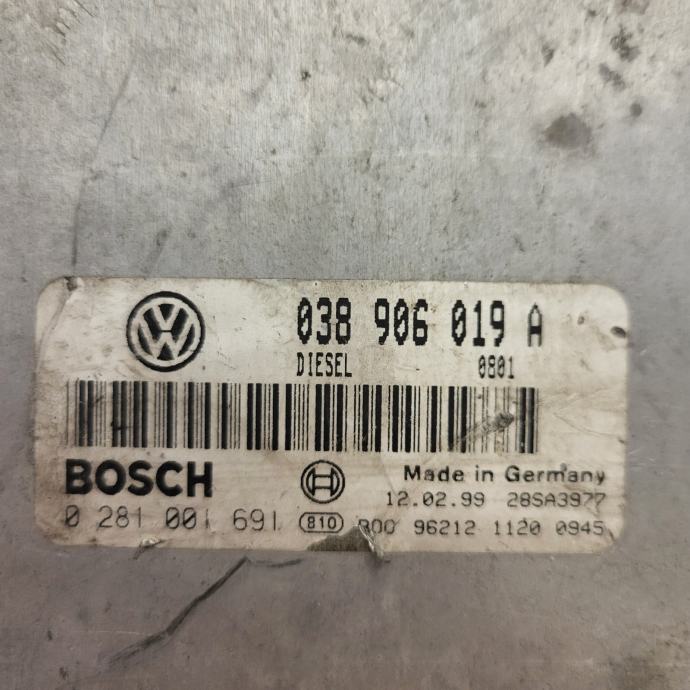 038 906 019 A
DIESEL 0801
BOSCH Made in Germany
12.02.99 28SA3977
0 281 001 691 810 96212 1120 0945